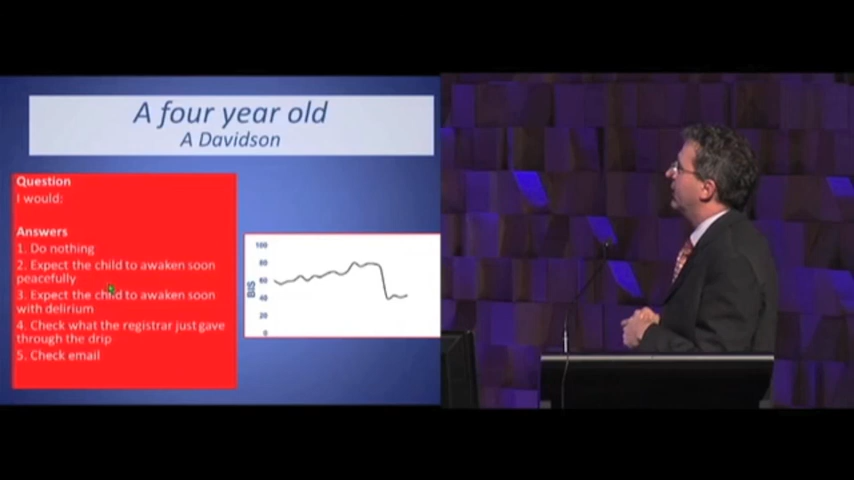 A four year old
A Davidson
Question
I would:
Answers
1. Do nothing
2. Expect the child to awaken soon
peacefully
3. Expect the child to awaken soon
with delirium
4. Check what the registrar just gave
through the drip
5. Check email
100
80
60
40
20
0
BIS